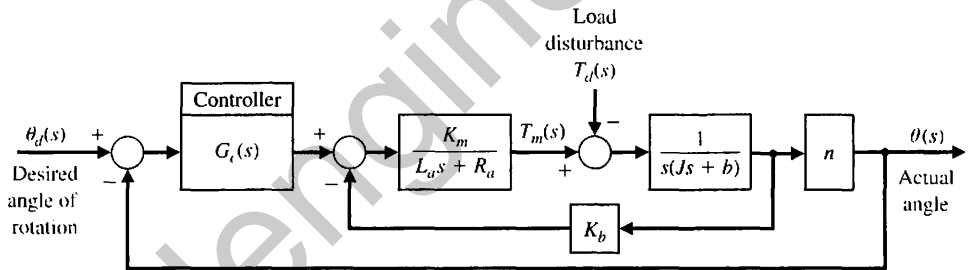 Load
disturbance
T_d(s)
Controller
θ_d(s)
+
−
G_c(s)
+
−
K_m
L_a s + R_a
T_m(s)
−
+
1
s(Js + b)
n
θ(s)
Desired
angle of
rotation
Actual
angle
K_b